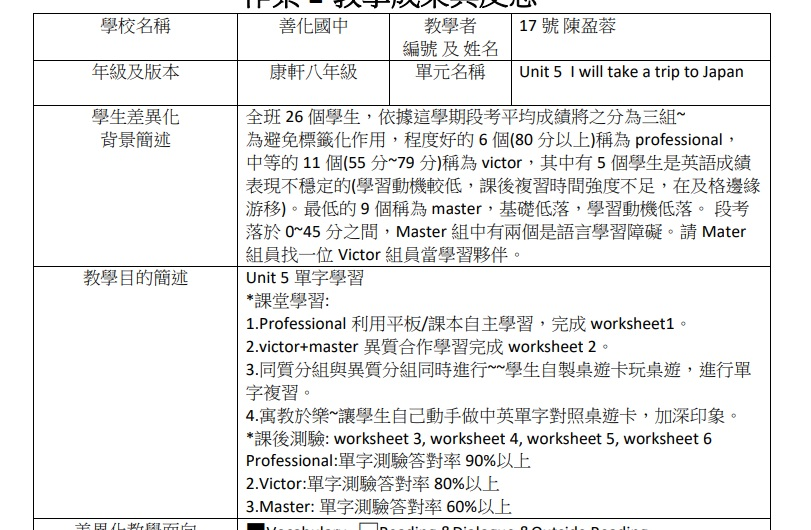 學校名稱 善化國中 教學者 17 號 陳盈蓉
編號 及 姓名
年級及版本 康軒八年級 單元名稱 Unit 5 I will take a trip to Japan
學生差異化
背景簡述
全班 26 個學生，依據這學期段考平均成績將之分為三組~
為避免標籤化作用，程度好的 6 個(80 分以上)稱為 professional，
中等的 11 個(55 分~79 分)稱為 victor，其中有 5 個學生是英語成績
表現不穩定的(學習動機較低，課後複習時間強度不足，在及格邊緣
游移)。最低的 9 個稱為 master，基礎低落，學習動機低落。 段考
落於 0~45 分之間，Master 組中有兩個是語言學習障礙。請 Mater
組員找一位 Victor 組員當學習夥伴。
教學目的簡述
Unit 5 單字學習
*課堂學習:
1.Professional 利用平板/課本自主學習，完成 worksheet1。
2.victor+master 異質合作學習完成 worksheet 2。
3.同質分組與異質分組同時進行~~學生自製桌遊卡玩桌遊，進行單
字複習。
4.寓教於樂~讓學生自己動手做中英單字對照桌遊卡，加深印象。
*課後測驗: worksheet 3, worksheet 4, worksheet 5, worksheet 6
Professional:單字測驗答對率 90%以上
2.Victor:單字測驗答對率 80%以上
3.Master: 單字測驗答對率 60%以上